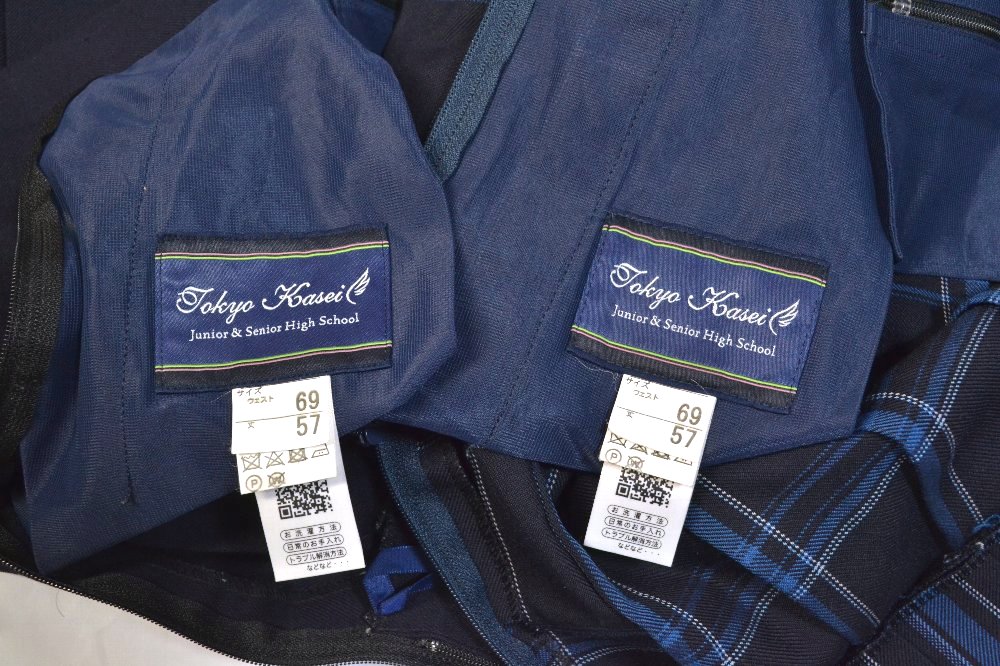 Tokyo Kasei
Junior & Senior High School
サイズ
ウェスト 69
丈 57
P W
お洗濯方法
日常のお手入れ
トラブル解消方法
などなど・・・
Tokyo Kasei
Junior & Senior High School
サイズ
ウェスト 69
丈 57
P W
お洗濯方法
日常のお手入れ
トラブル解消方法
などなど・・・